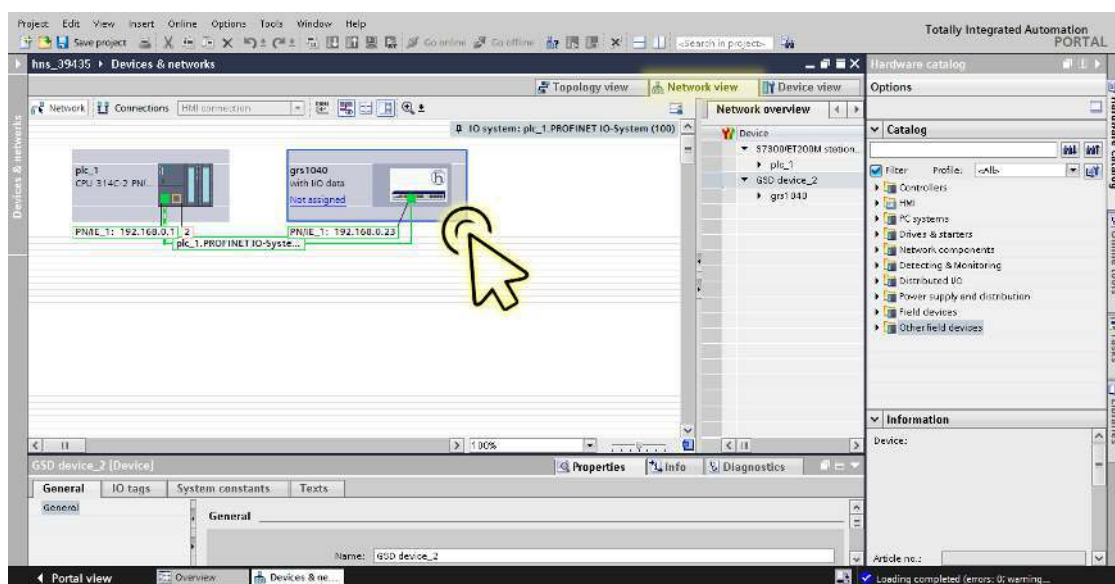 Project Edit View Insert Online Options Tools Window Help
Totally Integrated Automation
PORTAL
Save project Go online Go offline <Search in project>
hns_39435 ▸ Devices & networks
Hardware catalog
Topology view Network view Device view
Options
Network Connections HMI connection
Network overview
IO system: plc_1.PROFINET IO-System (100)
Catalog
Device
S7300/ET200M station...
plc_1
GSD device_2
grs1040
plc_1
CPU 314C-2 PN/...
grs1040
with I/O data
Not assigned
Filter Profile: <All>
Controllers
HMI
PC systems
Drives & starters
Network components
Detecting & Monitoring
Distributed I/O
Power supply and distribution
Field devices
Other field devices
PN/IE_1: 192.168.0.1 2
PN/IE_1: 192.168.0.23
plc_1.PROFINET IO-Syste...
Devices & networks
Information
Device:
100%
GSD device_2 [Device]
Properties Info Diagnostics
General IO tags System constants Texts
General
General
Name: GSD device_2
Article no.:
Portal view Overview Devices & ne...
Loading completed (errors: 0; warning...